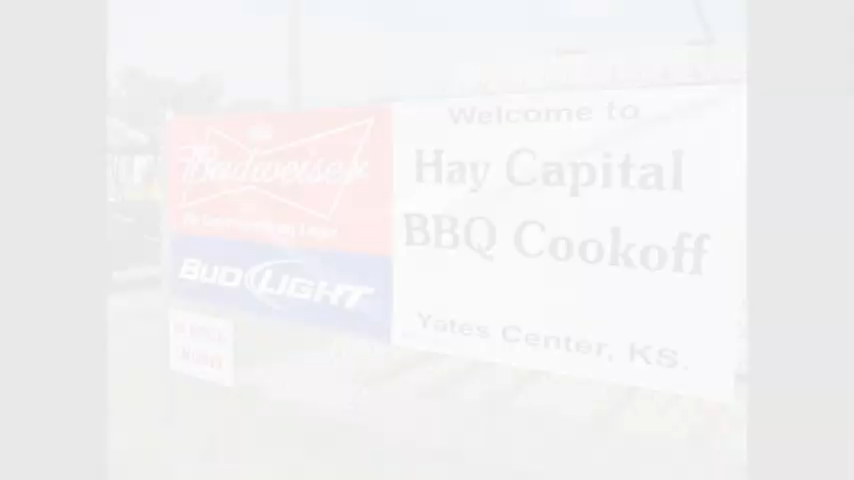 Budweiser
BUD LIGHT
Welcome to
Hay Capital
BBQ Cookoff
Yates Center, KS.